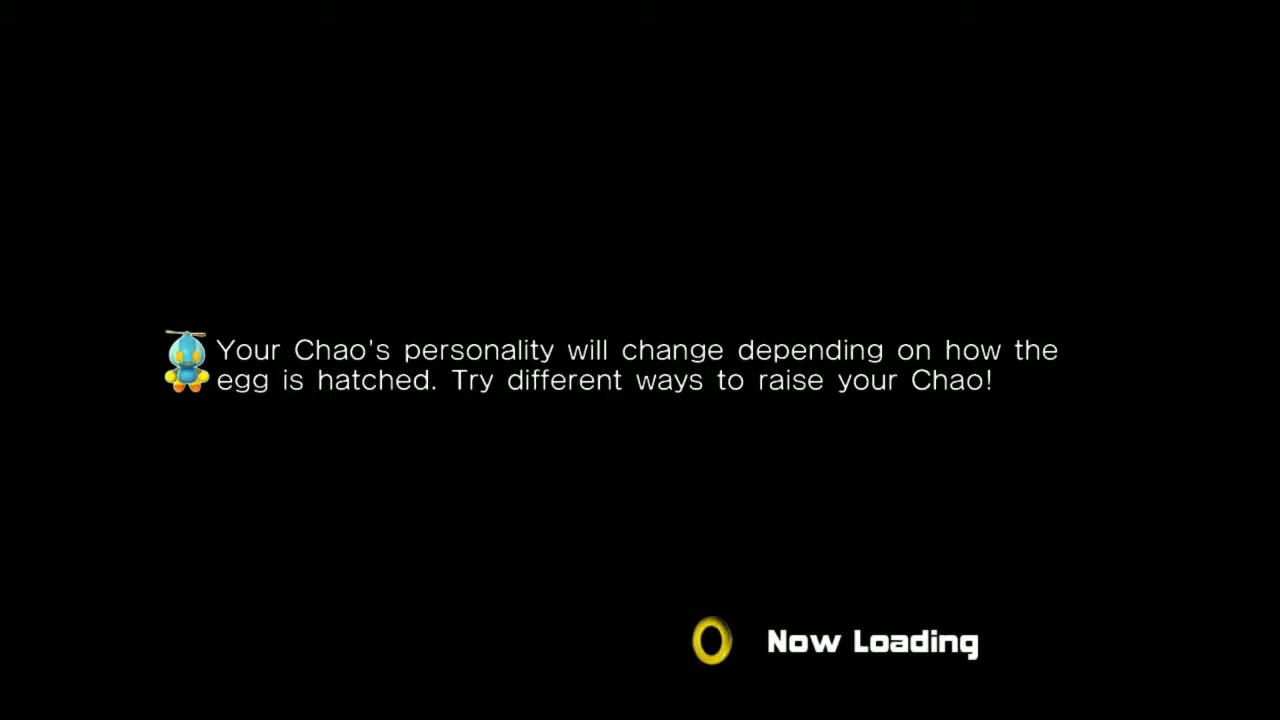 Your Chao's personality will change depending on how the
egg is hatched. Try different ways to raise your Chao!
Now Loading